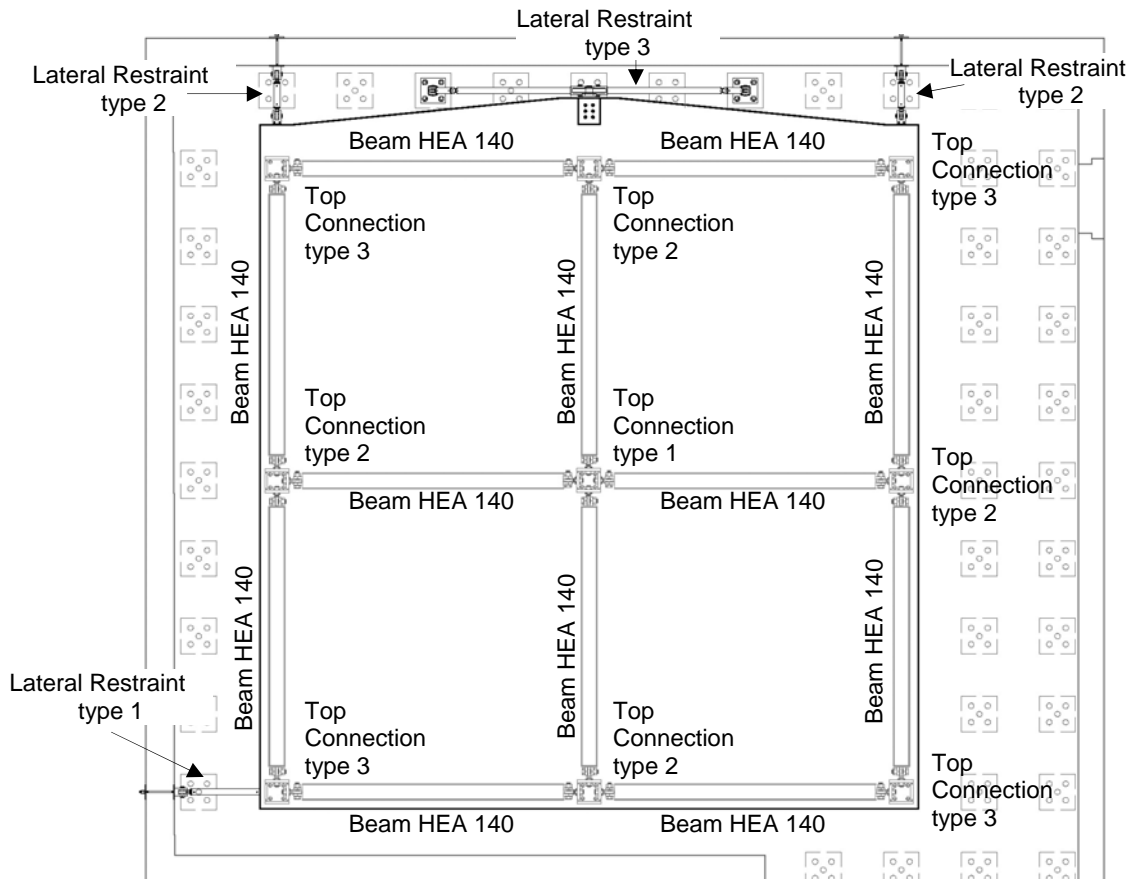 Lateral Restraint
type 3
Lateral Restraint
type 2
Lateral Restraint
type 2
Beam HEA 140
Beam HEA 140
Top
Connection
type 3
Top
Connection
type 3
Top
Connection
type 2
Beam HEA 140
Beam HEA 140
Beam HEA 140
Top
Connection
type 2
Top
Connection
type 1
Top
Connection
type 2
Beam HEA 140
Beam HEA 140
Beam HEA 140
Beam HEA 140
Beam HEA 140
Lateral Restraint
type 1
Top
Connection
type 3
Top
Connection
type 2
Top
Connection
type 3
Beam HEA 140
Beam HEA 140